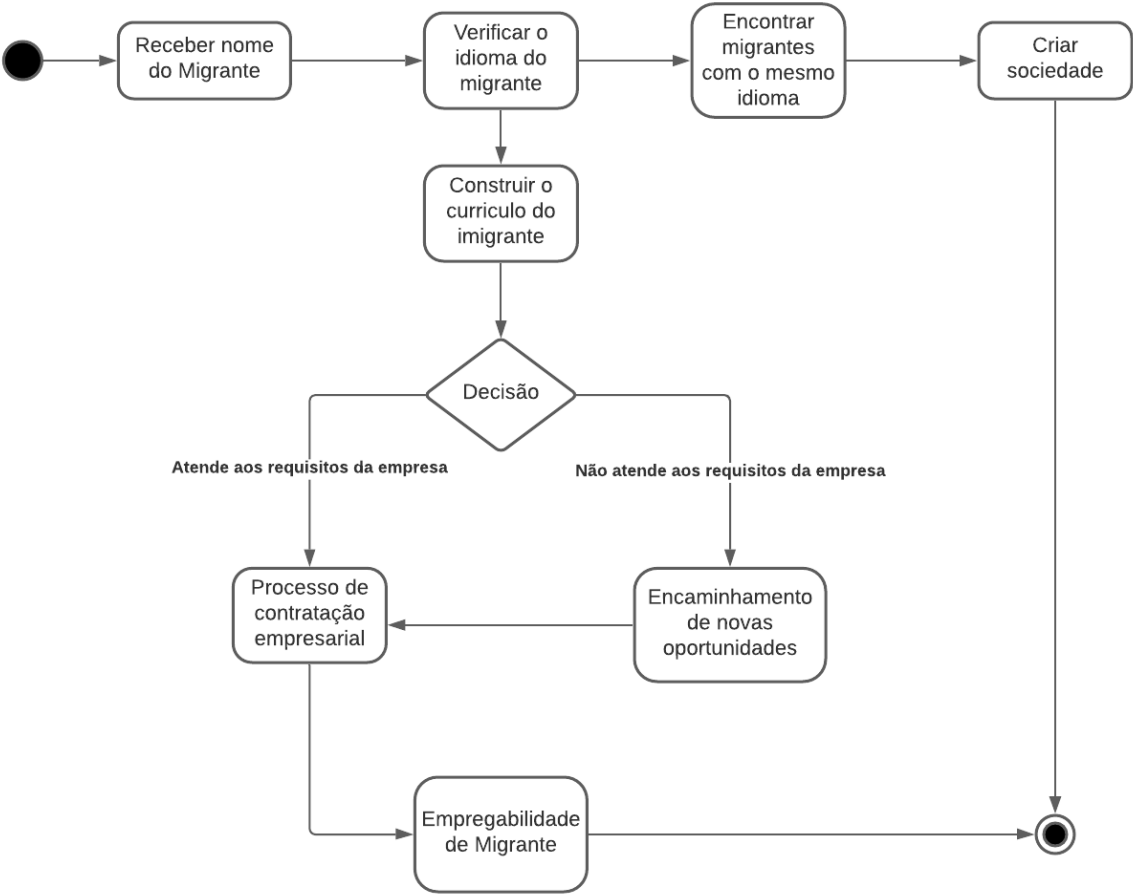 Receber nome
do Migrante
Verificar o
idioma do
migrante
Encontrar
migrantes
com o mesmo
idioma
Criar
sociedade
Construir o
curriculo do
imigrante
Decisão
Atende aos requisitos da empresa
Não atende aos requisitos da empresa
Processo de
contratação
empresarial
Encaminhamento
de novas
oportunidades
Empregabilidade
de Migrante